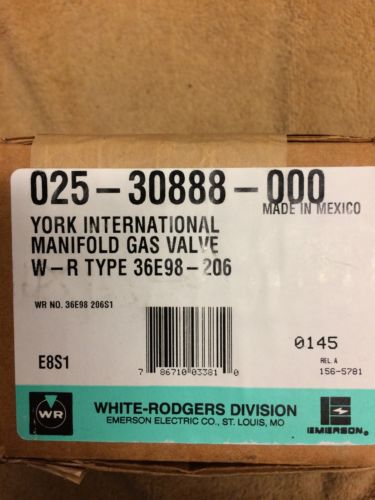 025-30888-000
MADE IN MEXICO
YORK INTERNATIONAL
MANIFOLD GAS VALVE
W-R TYPE 36E98-206
WR NO. 36E98 206S1
0145
E8S1
REL. A
156-5781
7 86710 03381 0
WR
WHITE-RODGERS DIVISION
EMERSON ELECTRIC CO., ST. LOUIS, MO
EMERSON